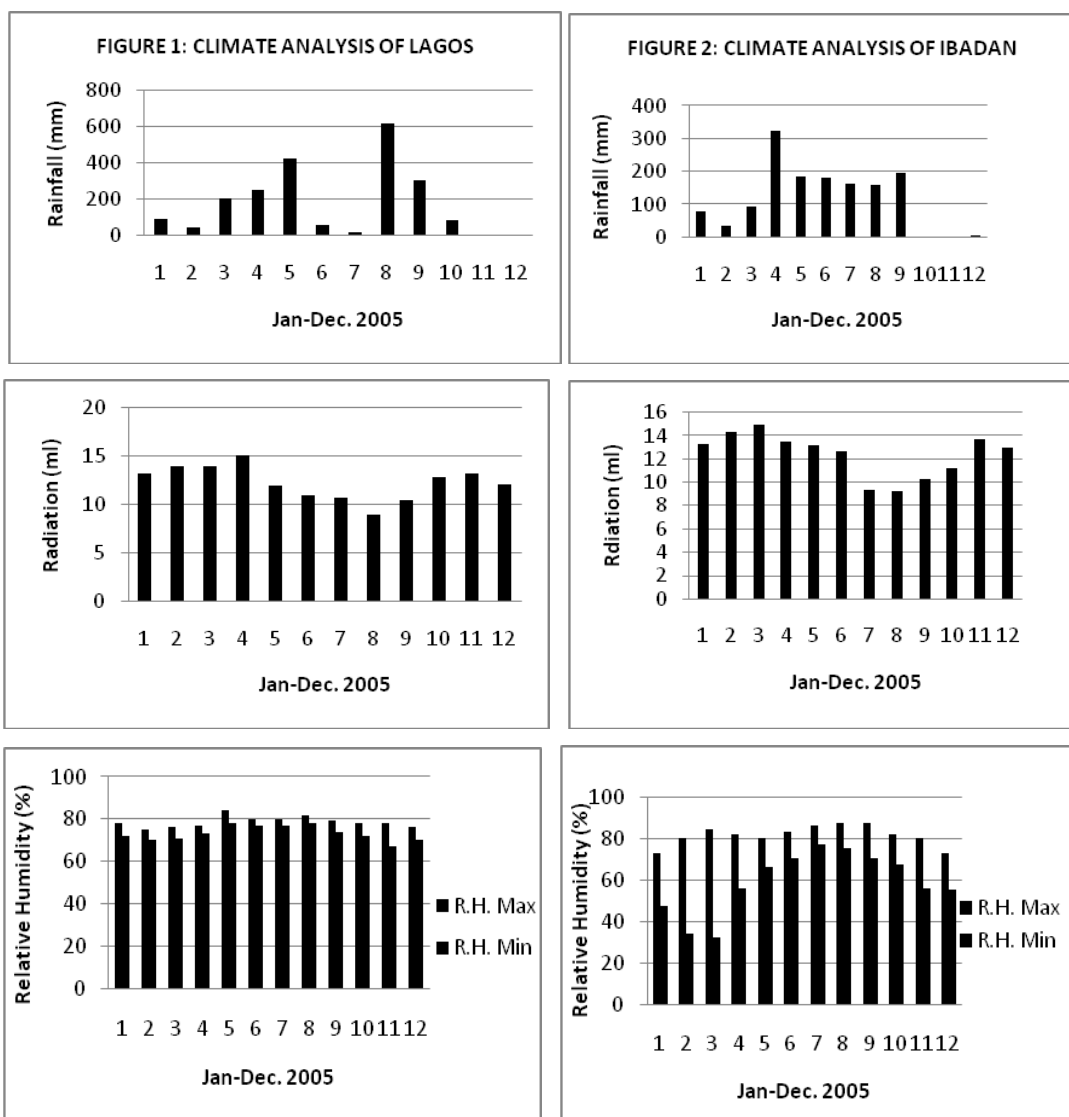 FIGURE 1: CLIMATE ANALYSIS OF LAGOS
Rainfall (mm)
800
600
400
200
0
1 2 3 4 5 6 7 8 9 10 11 12
Jan-Dec. 2005
FIGURE 2: CLIMATE ANALYSIS OF IBADAN
Rainfall (mm)
400
300
200
100
0
1 2 3 4 5 6 7 8 9 10 11 12
Jan-Dec. 2005
Radiation (ml)
20
15
10
5
0
1 2 3 4 5 6 7 8 9 10 11 12
Jan-Dec. 2005
Rdiation (ml)
16
14
12
10
8
6
4
2
0
1 2 3 4 5 6 7 8 9 10 11 12
Jan-Dec. 2005
Relative Humidity (%)
100
80
60
40
20
0
1 2 3 4 5 6 7 8 9 10 11 12
Jan-Dec. 2005
R.H. Max
R.H. Min
Relative Humidity (%)
100
80
60
40
20
0
1 2 3 4 5 6 7 8 9 10 11 12
Jan-Dec. 2005
R.H. Max
R.H. Min